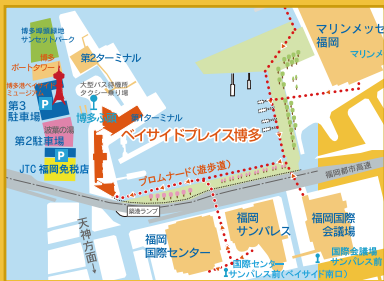 博多埠頭緑地
サンセットパーク
博多
ポートタワー
博多港ベイサイド
ミュージアム
第3
駐車場
P
波葉の湯
第2駐車場
P
JTC 福岡免税店
第2ターミナル
大型バス待機所
タクシー乗り場
博多ふ頭
第1ターミナル
ベイサイドプレイス博多
プロムナード(遊歩道)
マリンメッセ
福岡
マリンメ
福岡都市高速
築港ランプ
天神方面
福岡
国際センター
福岡
サンパレス
福岡国際
会議場
国際センター
サンパレス前(ベイサイド南口)
国際会議場
サンパレス前